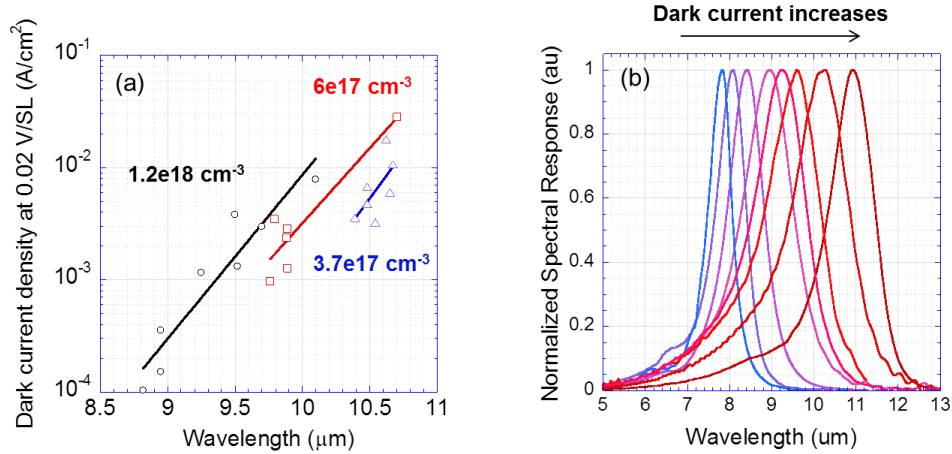 Dark current increases
(a)
6e17 cm⁻³
1.2e18 cm⁻³
3.7e17 cm⁻³
Dark current density at 0.02 V/SL (A/cm²)
10⁻¹
10⁻²
10⁻³
10⁻⁴
8.5 9 9.5 10 10.5 11
Wavelength (μm)
(b)
Normalized Spectral Response (au)
1
0.8
0.6
0.4
0.2
0
5 6 7 8 9 10 11 12 13
Wavelength (um)